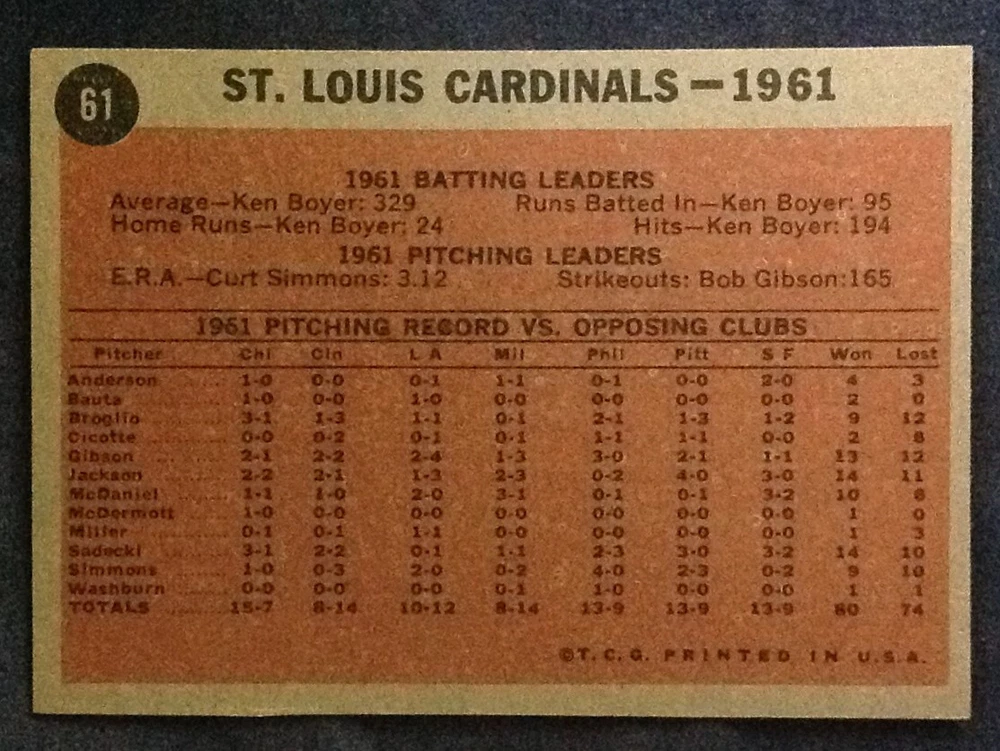 61
ST. LOUIS CARDINALS — 1961
1961 BATTING LEADERS
Average—Ken Boyer: 329 Runs Batted In—Ken Boyer: 95
Home Runs—Ken Boyer: 24 Hits—Ken Boyer: 194
1961 PITCHING LEADERS
E.R.A.—Curt Simmons: 3.12 Strikeouts: Bob Gibson:165
1961 PITCHING RECORD VS. OPPOSING CLUBS
Pitcher Chi Cin L A Mil Phil Pitt S F Won Lost
Anderson 1-0 0-0 0-1 1-1 0-1 0-0 2-0 4 3
Bauta 1-0 0-0 1-0 0-0 0-0 0-0 0-0 2 0
Broglio 3-1 1-3 1-1 0-1 2-1 1-3 1-2 9 12
Cicotte 0-0 0-2 0-1 0-1 1-1 1-1 0-0 2 8
Gibson 2-1 2-2 2-4 1-3 3-0 2-1 1-1 13 12
Jackson 2-2 2-1 1-3 2-3 0-2 4-0 3-0 14 11
McDaniel 1-1 1-0 2-0 3-1 0-1 0-1 3-2 10 6
McDermott 1-0 0-0 0-0 0-0 0-0 0-0 0-0 1 0
Miller 0-1 0-1 1-1 0-0 0-0 0-0 0-0 1 3
Sadecki 3-1 2-2 0-1 1-1 2-3 3-0 3-2 14 10
Simmons 1-0 0-3 2-0 0-2 4-0 2-3 0-2 9 10
Washburn 0-0 0-0 0-0 0-1 1-0 0-0 0-0 1 1
TOTALS 15-7 8-14 10-12 8-14 13-9 13-9 13-9 80 74
©T.C.G. PRINTED IN U.S.A.